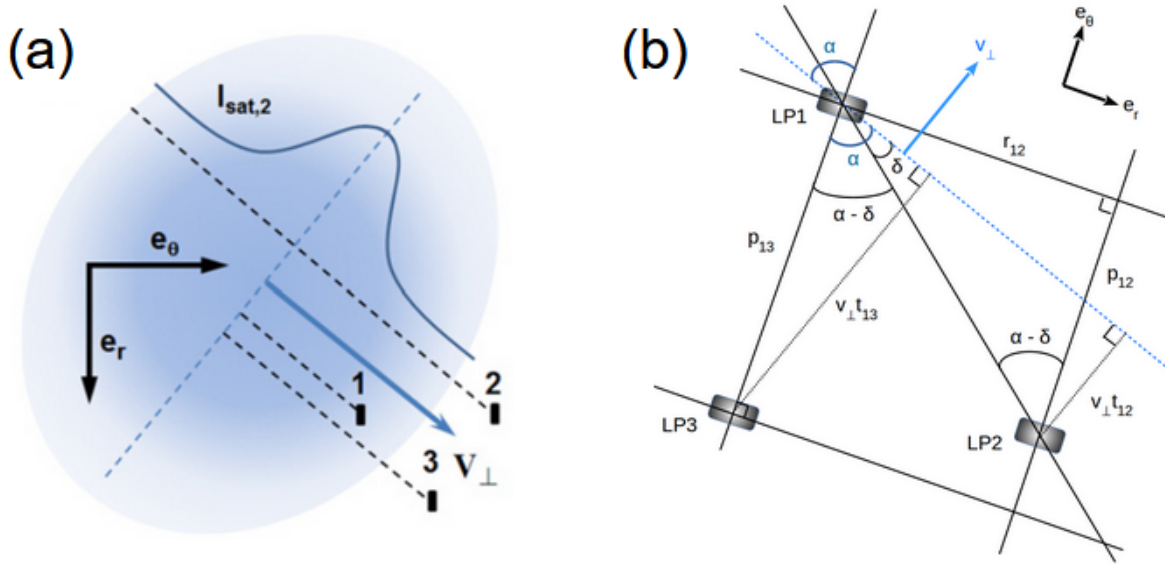 (a)
I_sat,2
e_θ
e_r
1
2
3
V_⊥
(b)
e_θ
e_r
α
v_⊥
LP1
r_12
α
δ
α - δ
p_13
p_12
v_⊥t_13
α - δ
v_⊥t_12
LP3
LP2